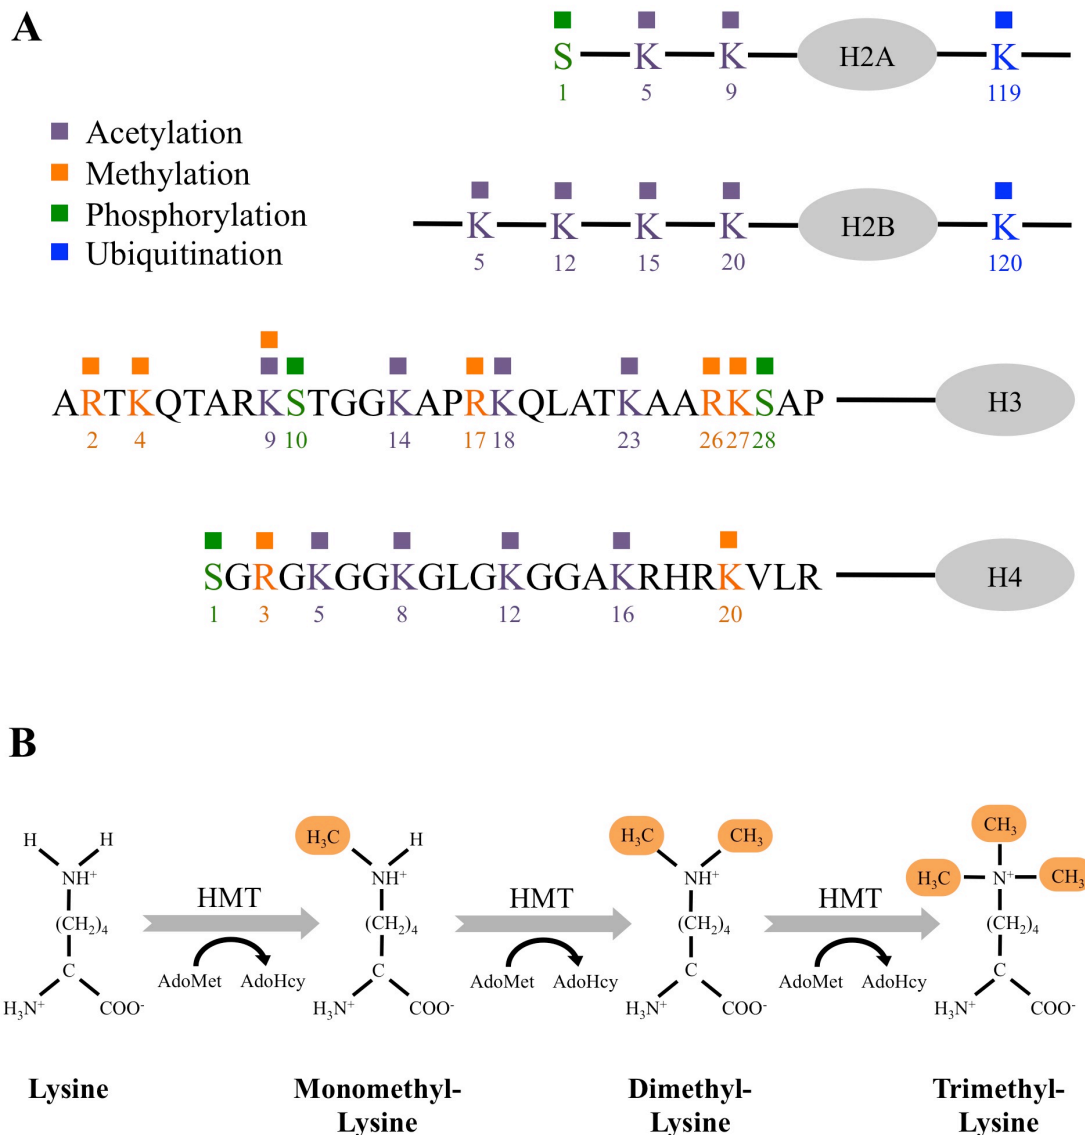 A
S K K H2A K
1 5 9 119
Acetylation
Methylation
Phosphorylation
Ubiquitination
K K K K H2B K
5 12 15 20 120
ARTKQTARKSTGGKAPRKQLATKAARKSAP H3
2 4 9 10 14 17 18 23 26 27 28
SGRGKGGKGLGKGGAKRHRKVLR H4
1 3 5 8 12 16 20
B
CH₃
H H H₃C H H₃C CH₃ H₃C CH₃
NH⁺ NH⁺ NH⁺ N⁺
HMT HMT HMT
(CH₂)₄ (CH₂)₄ (CH₂)₄ (CH₂)₄
C C C C
AdoMet AdoHcy AdoMet AdoHcy AdoMet AdoHcy
H₃N⁺ COO⁻ H₃N⁺ COO⁻ H₃N⁺ COO⁻ H₃N⁺ COO⁻
Lysine Monomethyl- Dimethyl- Trimethyl-
Lysine Lysine Lysine